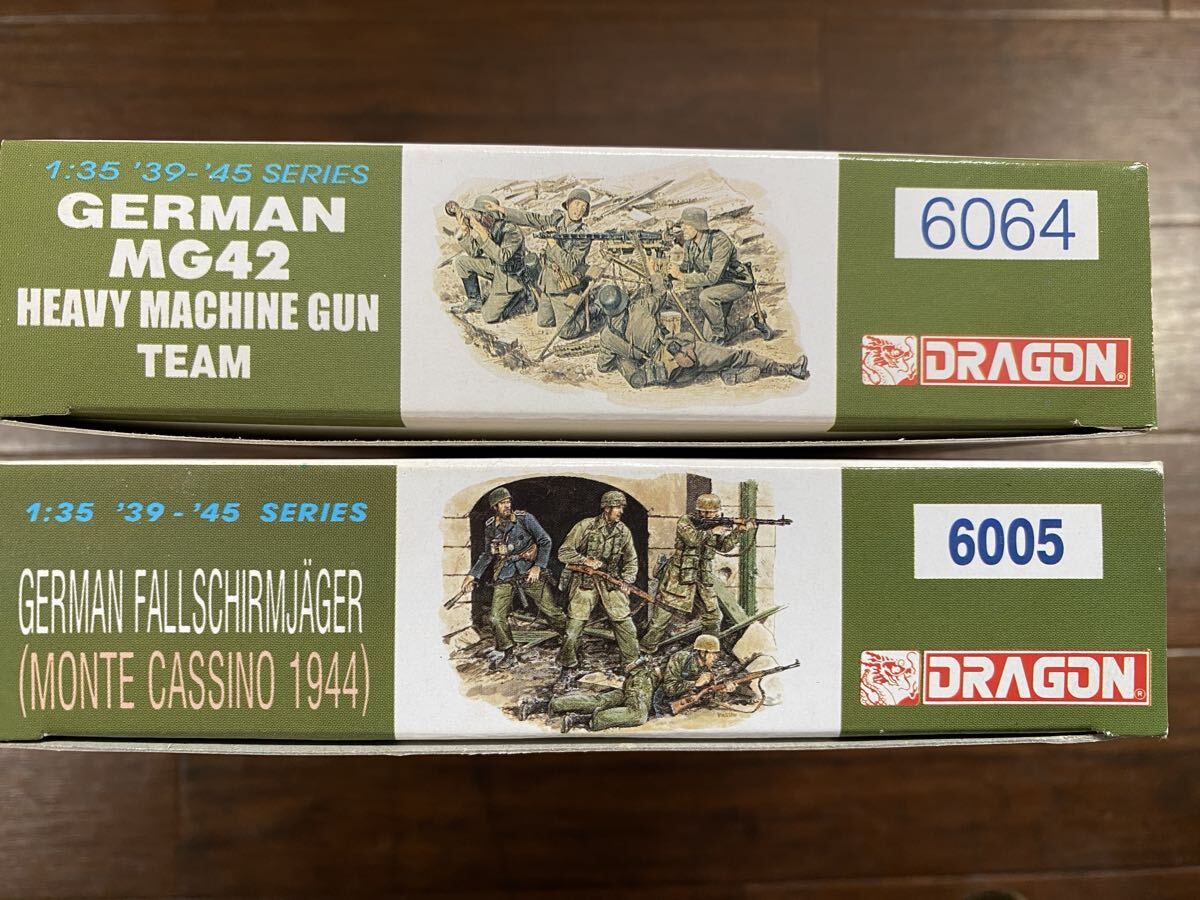 1:35 '39-'45 SERIES
GERMAN
MG42
HEAVY MACHINE GUN
TEAM
6064
DRAGON®
1:35 '39-'45 SERIES
GERMAN FALLSCHIRMJÄGER
(MONTE CASSINO 1944)
6005
DRAGON®